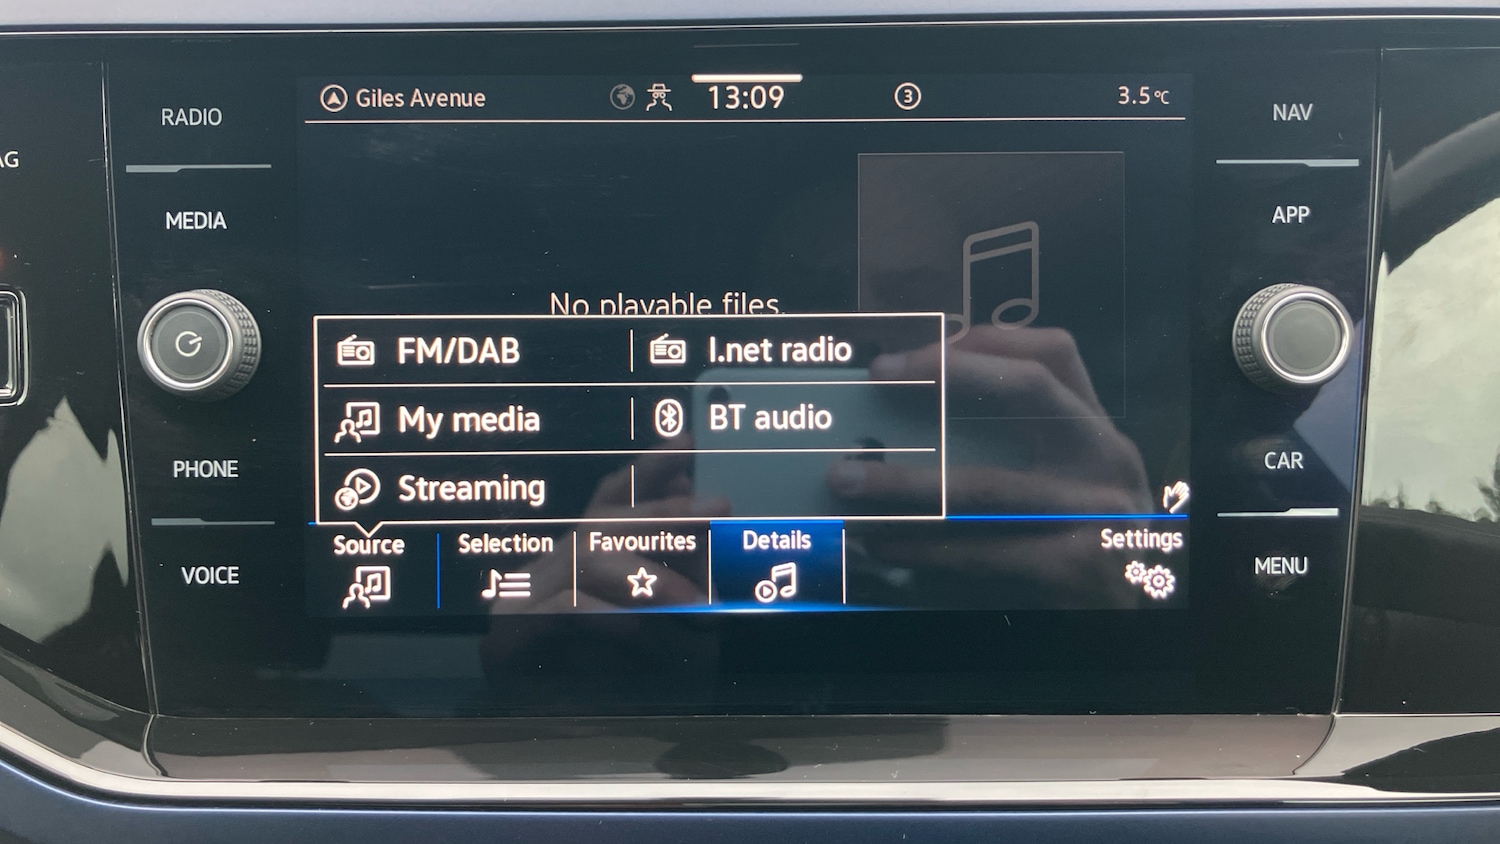 AG
RADIO
MEDIA
PHONE
VOICE
Giles Avenue 13:09 3 3.5°C
No playable files.
FM/DAB I.net radio
My media BT audio
Streaming
Source Selection Favourites Details Settings
NAV
APP
CAR
MENU